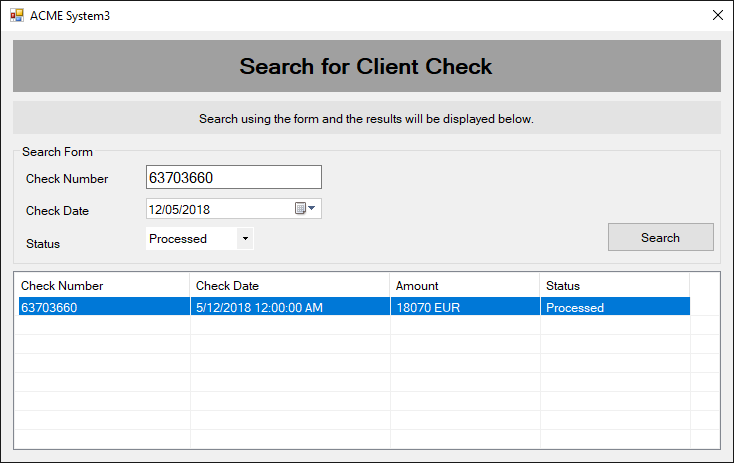 ACME System3
Search for Client Check
Search using the form and the results will be displayed below.
Search Form
Check Number 63703660
Check Date 12/05/2018
Status Processed Search
Check Number Check Date Amount Status
63703660 5/12/2018 12:00:00 AM 18070 EUR Processed